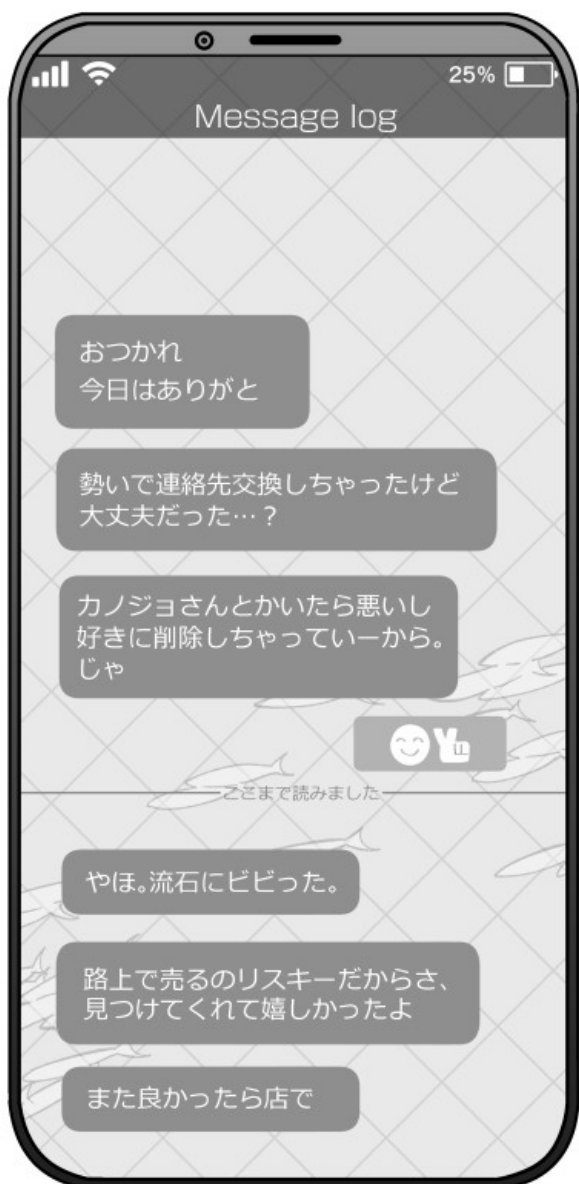 25%
Message log
おつかれ
今日はありがと
勢いで連絡先交換しちゃったけど
大丈夫だった…？
カノジョさんとかいたら悪いし
好きに削除しちゃっていーから。
じゃ
ここまで読みました
やほ。流石にビビった。
路上で売るのリスキーだからさ、
見つけてくれて嬉しかったよ
また良かったら店で